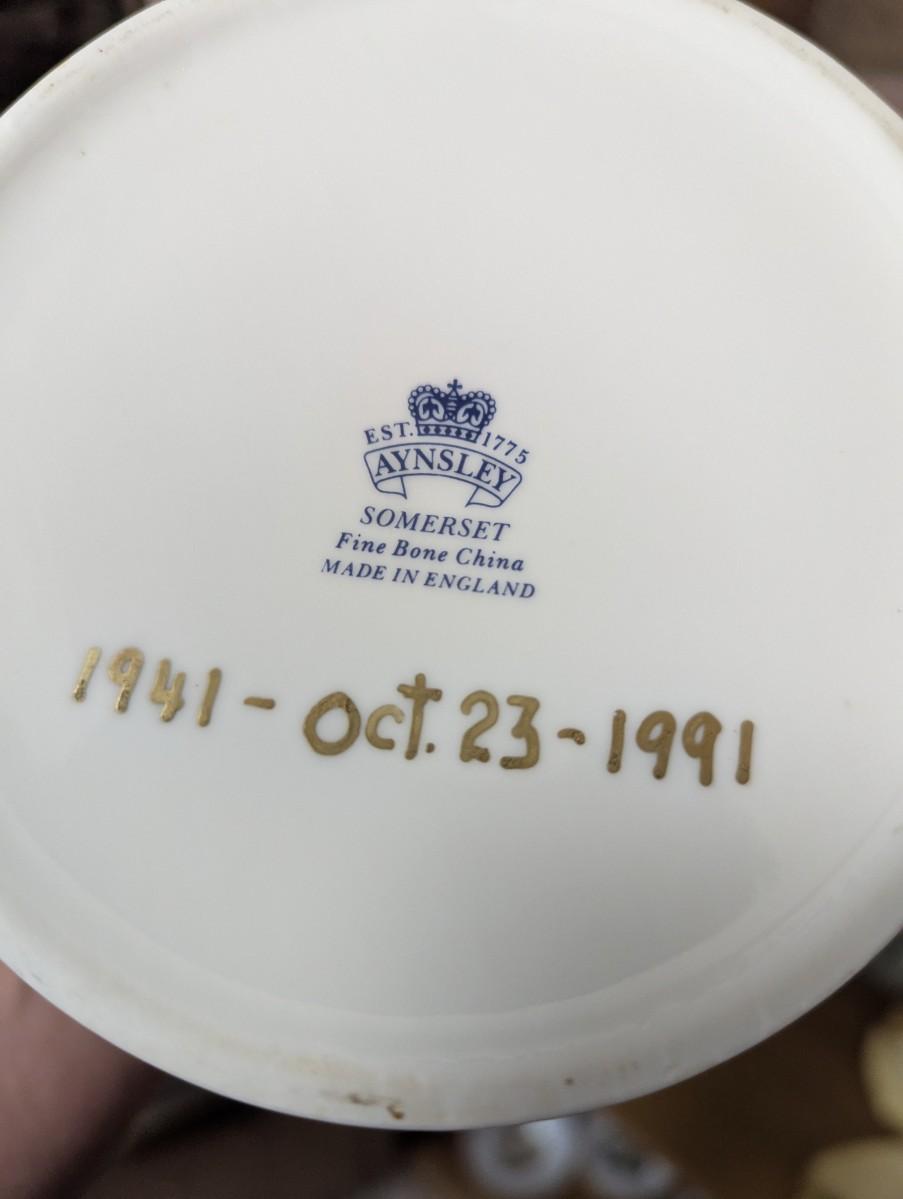 EST. 1775
AYNSLEY
SOMERSET
Fine Bone China
MADE IN ENGLAND
1941 - Oct. 23 - 1991